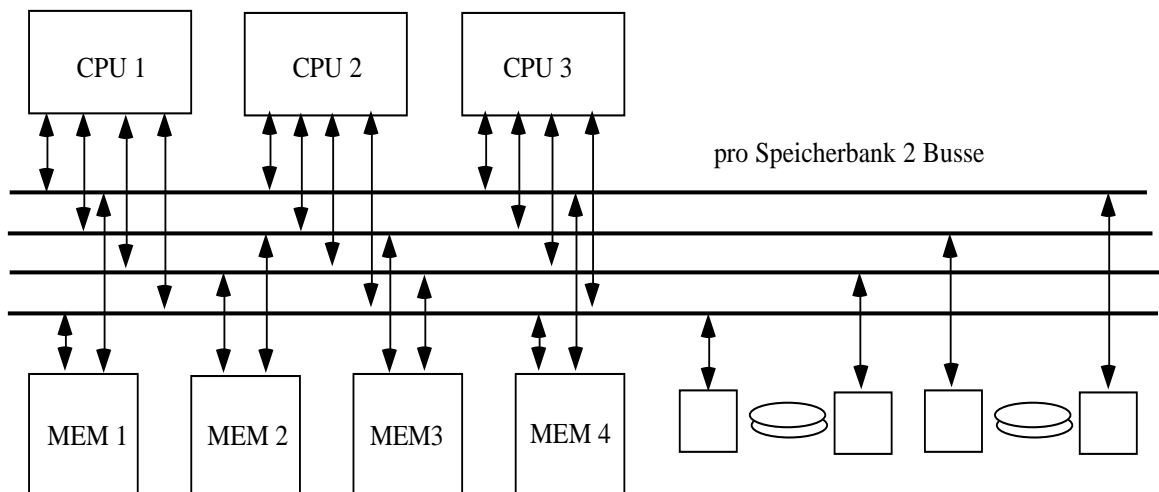 CPU 1
CPU 2
CPU 3
pro Speicherbank 2 Busse
MEM 1
MEM 2
MEM3
MEM 4